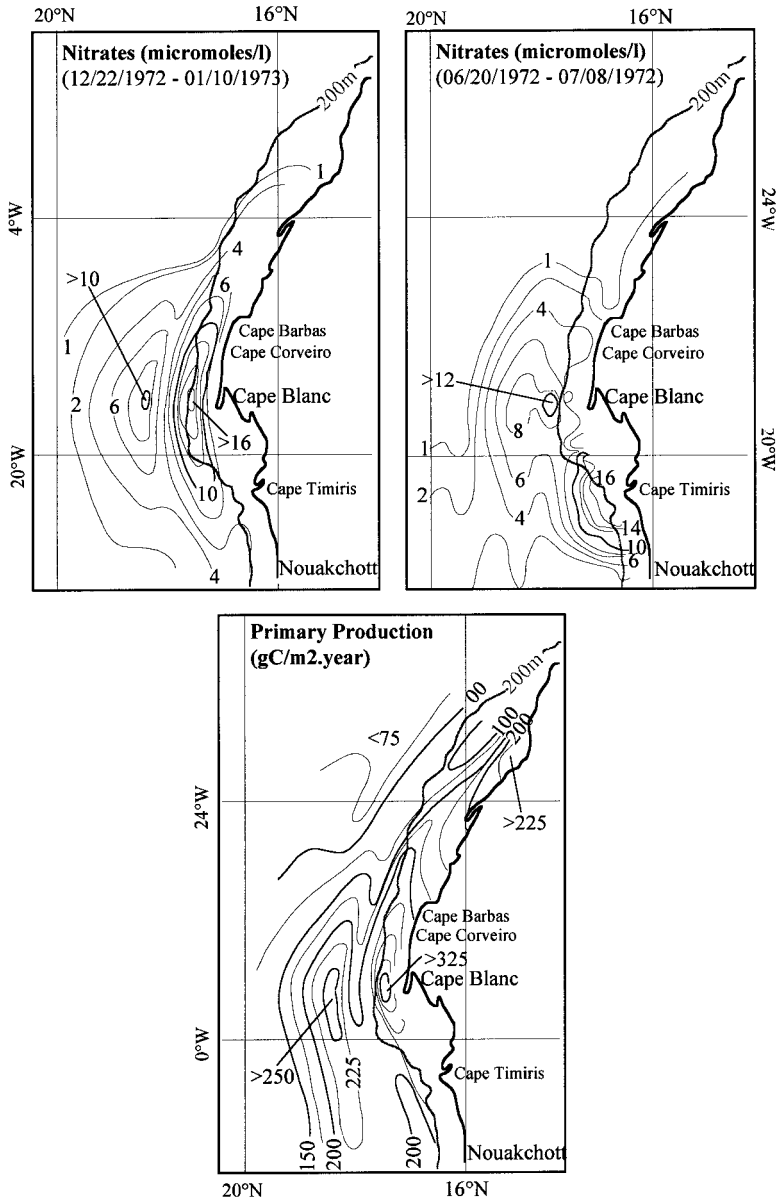 20°N
16°N
20°N
16°N
Nitrates (micromoles/l)
(12/22/1972 - 01/10/1973)
200m
1
4
6
>10
1
2
6
Cape Barbas
Cape Corveiro
Cape Blanc
>16
10
Cape Timiris
4
Nouakchott
4°W
20°W
Nitrates (micromoles/l)
(06/20/1972 - 07/08/1972)
200m
1
4
Cape Barbas
Cape Corveiro
>12
Cape Blanc
8
1
16
6
2
Cape Timiris
4
14
10
6
Nouakchott
24°W
20°W
Primary Production
(gC/m2.year)
200m
00
100
200
<75
>225
Cape Barbas
Cape Corveiro
>325
Cape Blanc
>250
225
Cape Timiris
150
200
200
Nouakchott
24°W
0°W
20°N
16°N